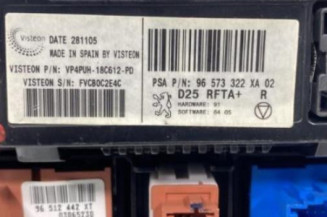 Visteon DATE 281105
MADE IN SPAIN BY VISTEON
VISTEON P/N: VP4PUH-18C612-PD
VISTEON S/N: FVC80C2E4C
PSA P/N: 96 573 322 XA 02
D25 RFTA+ R
HARDWARE: 01
SOFTWARE: 04.05
96 512 442 XT